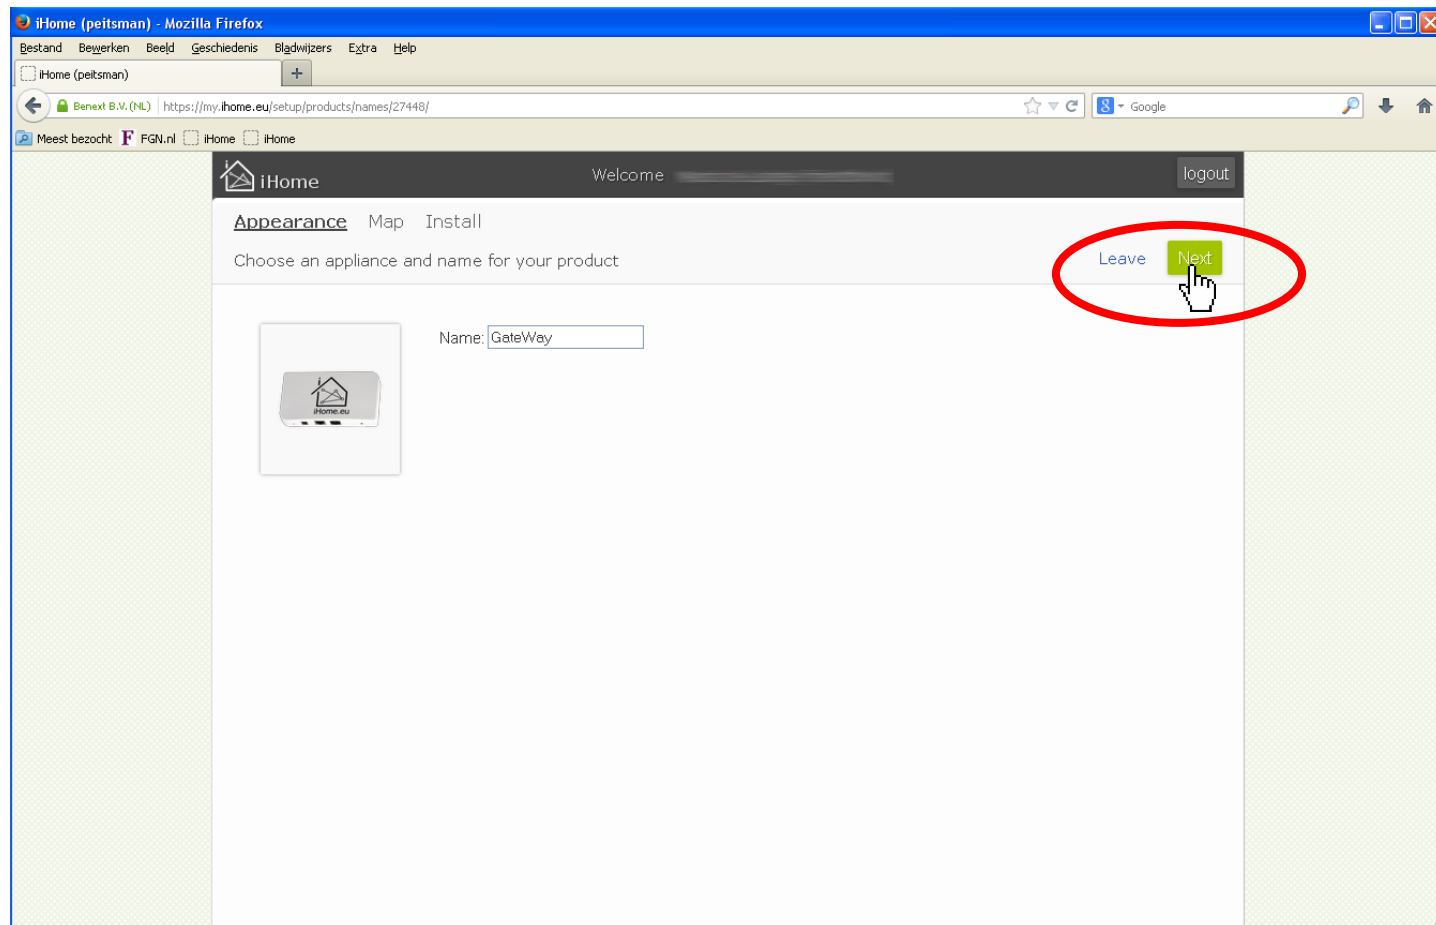 iHome (peitsman) - Mozilla Firefox
Bestand Bewerken Beeld Geschiedenis Bladwijzers Extra Help
iHome (peitsman) +
Benext B.V. (NL) https://my.ihome.eu/setup/products/names/27448/ 8 Google
Meest bezocht F FGN.nl iHome iHome
iHome Welcome logout
Appearance Map Install
Choose an appliance and name for your product Leave Next
Name: GateWay
iHome.eu